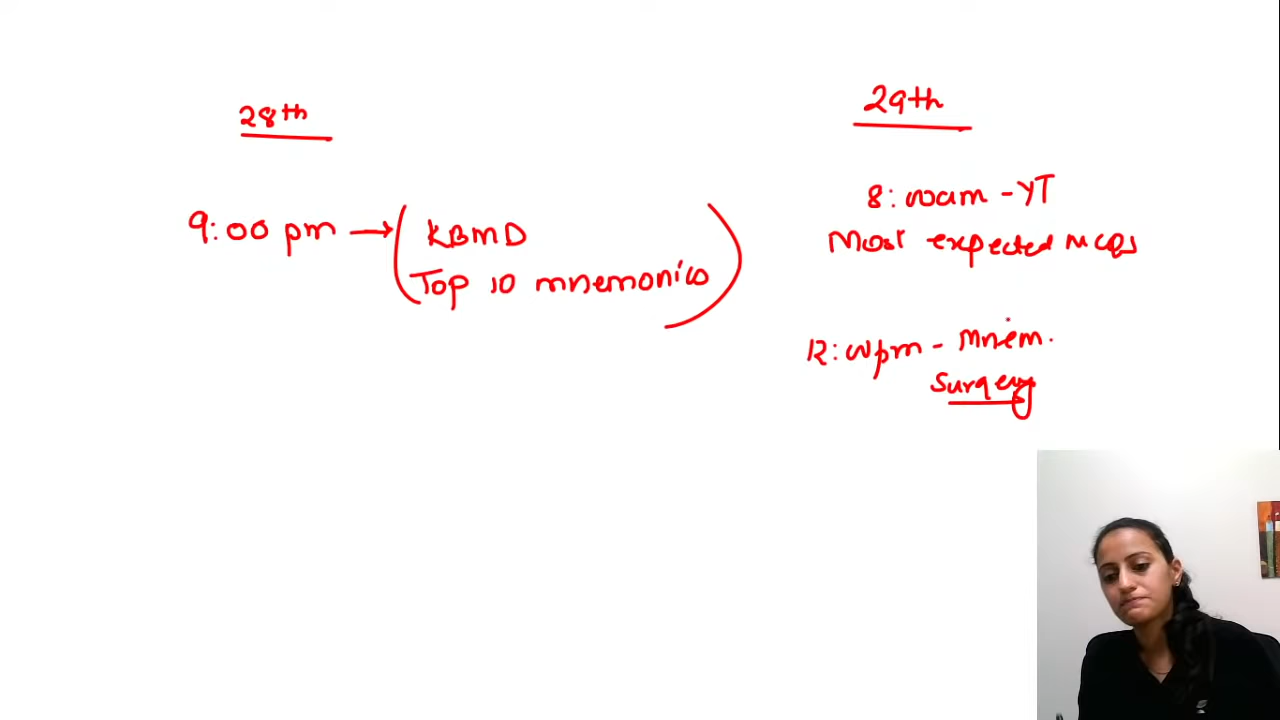 28th
9:00 pm → (KBMD
Top 10 mnemonics)
29th
8:00am - YT
Most expected MCQs
12:00pm - Mnem.
Surgery